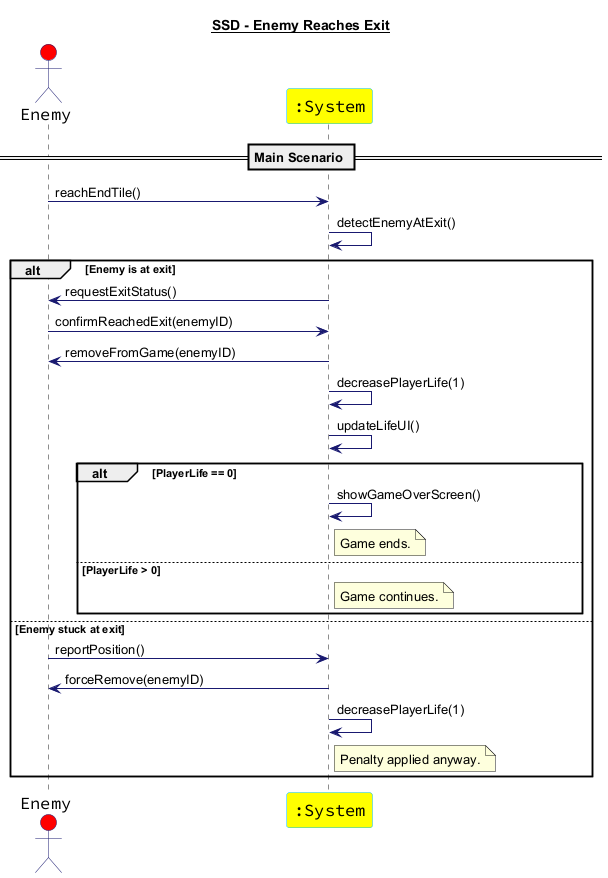 SSD - Enemy Reaches Exit
Enemy
:System
Main Scenario
reachEndTile()
detectEnemyAtExit()
alt [Enemy is at exit]
requestExitStatus()
confirmReachedExit(enemyID)
removeFromGame(enemyID)
decreasePlayerLife(1)
updateLifeUI()
alt [PlayerLife == 0]
showGameOverScreen()
Game ends.
[PlayerLife > 0]
Game continues.
[Enemy stuck at exit]
reportPosition()
forceRemove(enemyID)
decreasePlayerLife(1)
Penalty applied anyway.
Enemy
:System